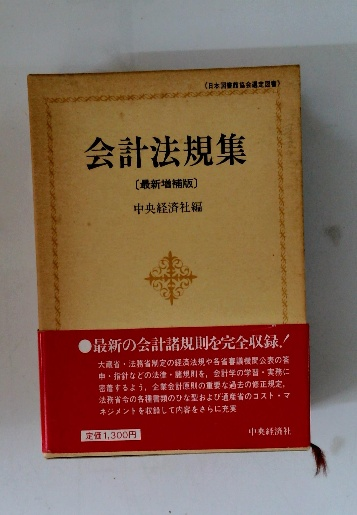 (日本図書館協会選定図書)
会計法規集
〔最新増補版〕
中央経済社編
●最新の会計諸規則を完全収録!
大蔵省・法務省制定の経済法規や各省審議機関公表の答
申・指針などの法律・諸規則を,会計学の学習・実務に
密着するよう,企業会計原則の重要な過去の修正規定,
法務省令の各種書類のひな型および通産省のコスト・マ
ネジメントを収録して内容をさらに充実
定価1,300円
中央経済社